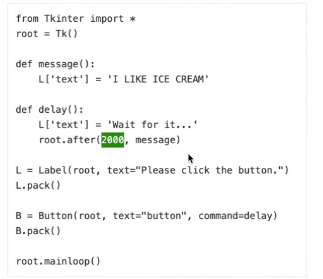 from Tkinter import *
root = Tk()
def message():
L['text'] = 'I LIKE ICE CREAM'
def delay():
L['text'] = 'Wait for it...'
root.after(2000, message)
L = Label(root, text="Please click the button.")
L.pack()
B = Button(root, text="button", command=delay)
B.pack()
root.mainloop()